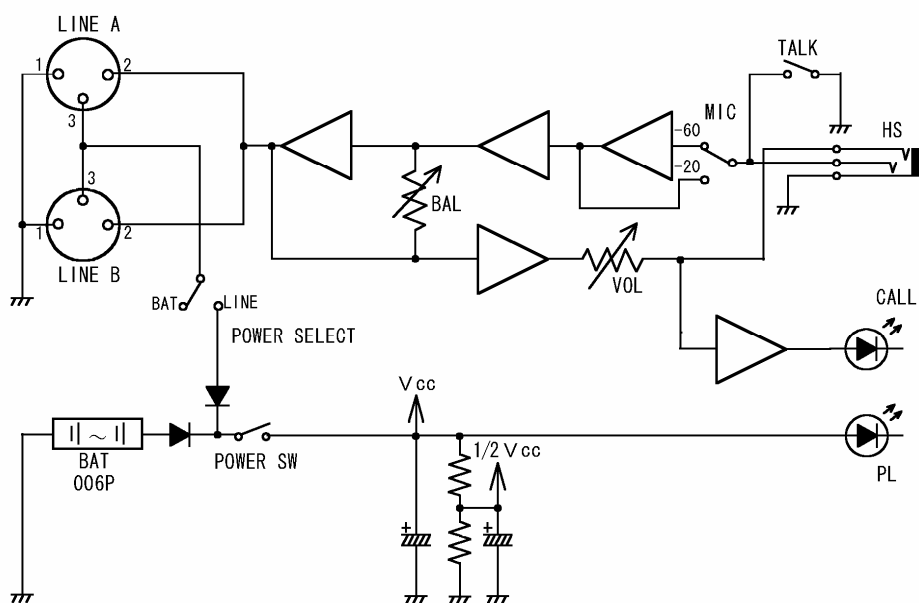 LINE A
1
2
3
TALK
MIC
-60
-20
HS
3
BAL
1
2
LINE B
VOL
BAT
LINE
CALL
POWER SELECT
Vcc
BAT
006P
POWER SW
1/2 Vcc
PL
+
+